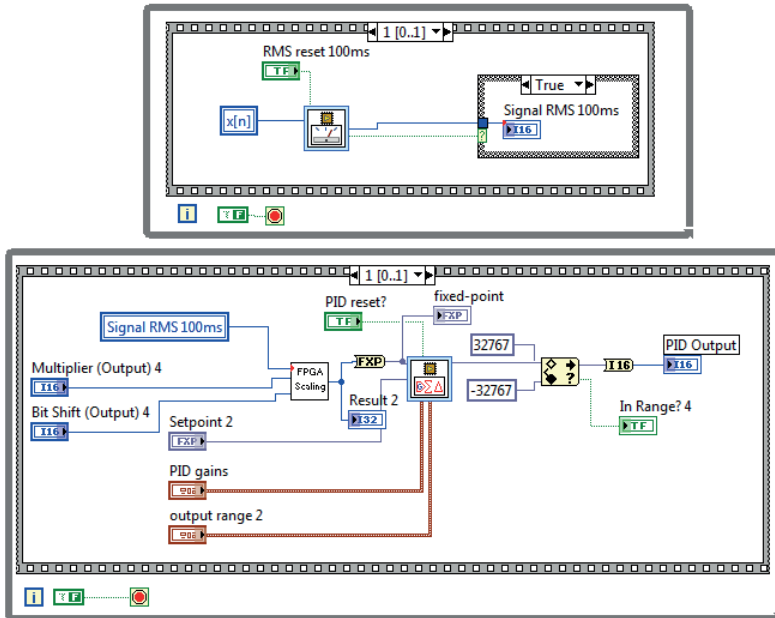 1 [0..1]
RMS reset 100ms
TF
True
Signal RMS 100ms
x[n]
I16
?
i
F
1 [0..1]
PID reset?
fixed-point
TF
FXP
Signal RMS 100ms
32767
PID Output
Multiplier (Output) 4
FPGA
Scaling
FXP
I16
I16
I16
-32767
?
Bit Shift (Output) 4
Result 2
I16
Setpoint 2
I32
In Range? 4
FXP
TF
PID gains
output range 2
i
F